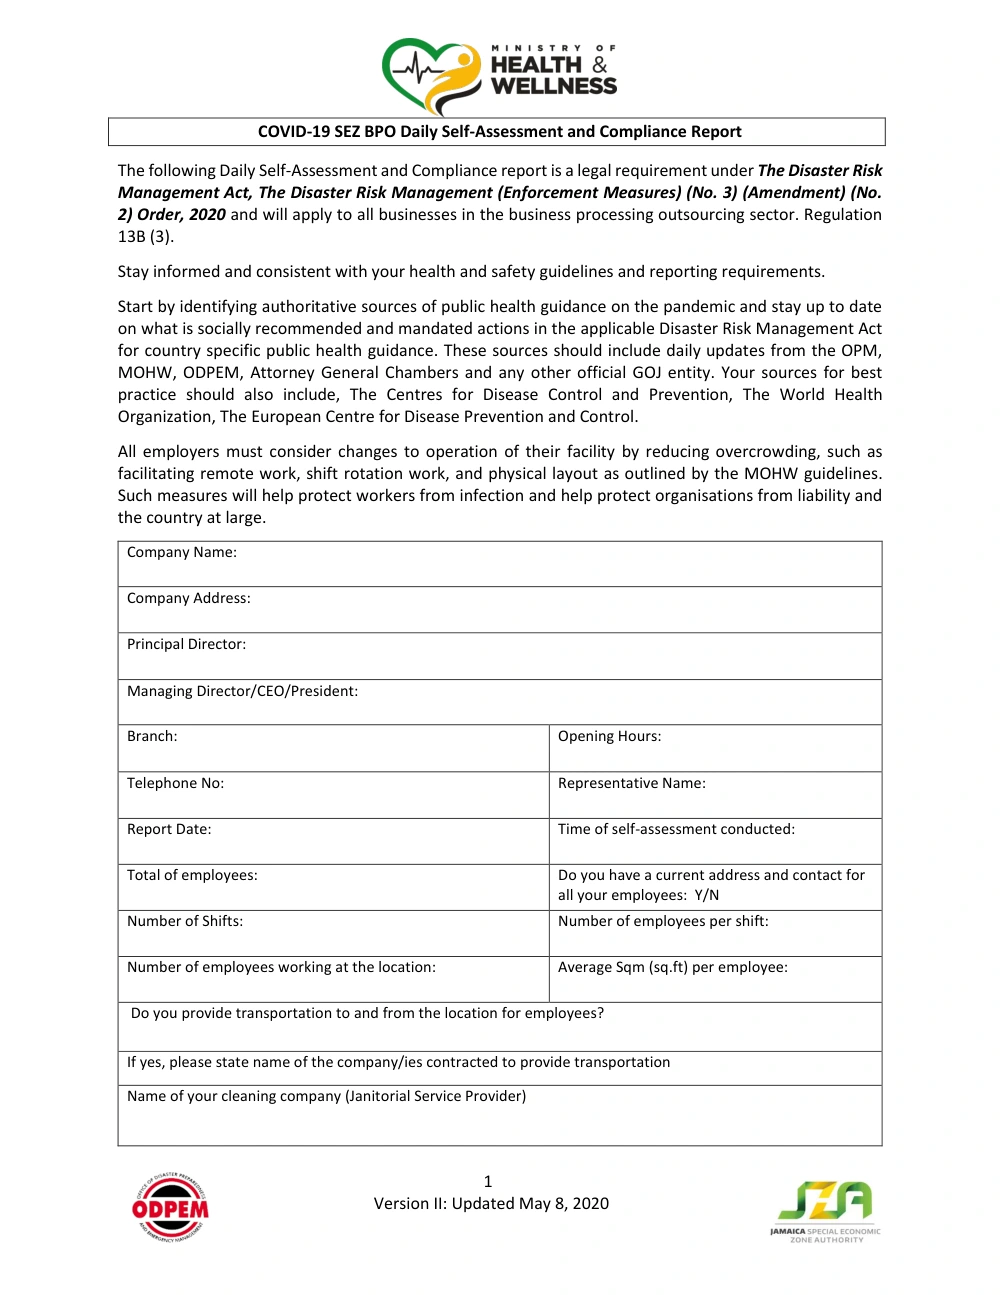 MINISTRY OF
HEALTH &
WELLNESS
COVID-19 SEZ BPO Daily Self-Assessment and Compliance Report
The following Daily Self-Assessment and Compliance report is a legal requirement under The Disaster Risk
Management Act, The Disaster Risk Management (Enforcement Measures) (No. 3) (Amendment) (No.
2) Order, 2020 and will apply to all businesses in the business processing outsourcing sector. Regulation
13B (3).
Stay informed and consistent with your health and safety guidelines and reporting requirements.
Start by identifying authoritative sources of public health guidance on the pandemic and stay up to date
on what is socially recommended and mandated actions in the applicable Disaster Risk Management Act
for country specific public health guidance. These sources should include daily updates from the OPM,
MOHW, ODPEM, Attorney General Chambers and any other official GOJ entity. Your sources for best
practice should also include, The Centres for Disease Control and Prevention, The World Health
Organization, The European Centre for Disease Prevention and Control.
All employers must consider changes to operation of their facility by reducing overcrowding, such as
facilitating remote work, shift rotation work, and physical layout as outlined by the MOHW guidelines.
Such measures will help protect workers from infection and help protect organisations from liability and
the country at large.
Company Name:
Company Address:
Principal Director:
Managing Director/CEO/President:
Branch:
Opening Hours:
Telephone No:
Representative Name:
Report Date:
Time of self-assessment conducted:
Total of employees:
Do you have a current address and contact for
all your employees: Y/N
Number of Shifts:
Number of employees per shift:
Number of employees working at the location:
Average Sqm (sq.ft) per employee:
Do you provide transportation to and from the location for employees?
If yes, please state name of the company/ies contracted to provide transportation
Name of your cleaning company (Janitorial Service Provider)
OFFICE OF DISASTER PREPAREDNESS
ODPEM
AND EMERGENCY MANAGEMENT
1
Version II: Updated May 8, 2020
SEZA
JAMAICA SPECIAL ECONOMIC
ZONE AUTHORITY